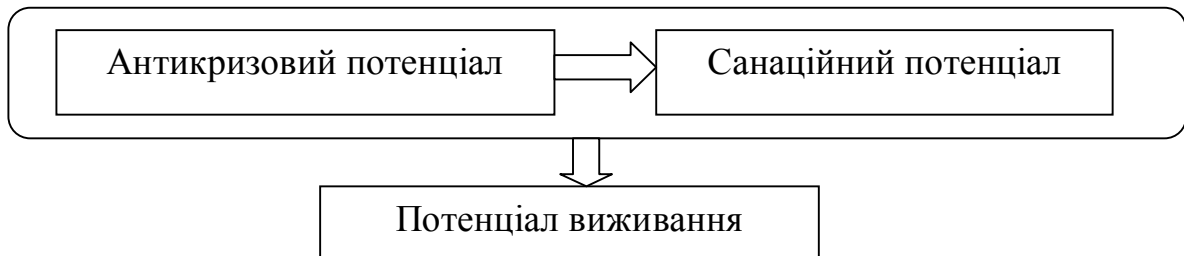 Антикризовий потенціал
Санаційний потенціал
Потенціал виживання